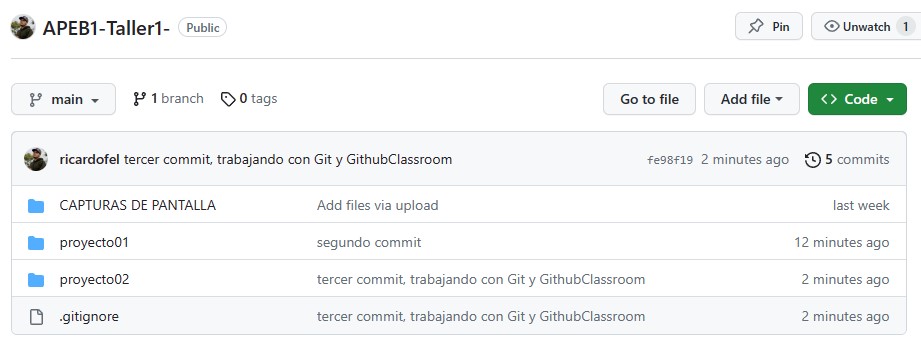 APEB1-Taller1- Public Pin Unwatch 1
main 1 branch 0 tags Go to file Add file Code
ricardofel tercer commit, trabajando con Git y GithubClassroom fe98f19 2 minutes ago 5 commits
CAPTURAS DE PANTALLA Add files via upload last week
proyecto01 segundo commit 12 minutes ago
proyecto02 tercer commit, trabajando con Git y GithubClassroom 2 minutes ago
.gitignore tercer commit, trabajando con Git y GithubClassroom 2 minutes ago